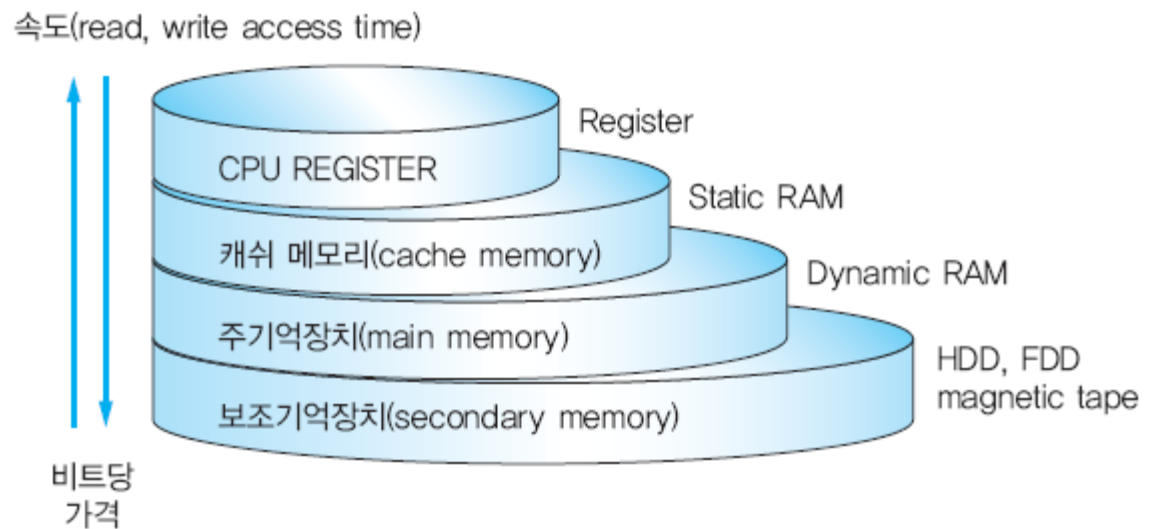 속도(read, write access time)
Register
CPU REGISTER
Static RAM
캐쉬 메모리(cache memory)
Dynamic RAM
주기억장치(main memory)
HDD, FDD
magnetic tape
보조기억장치(secondary memory)
비트당
가격